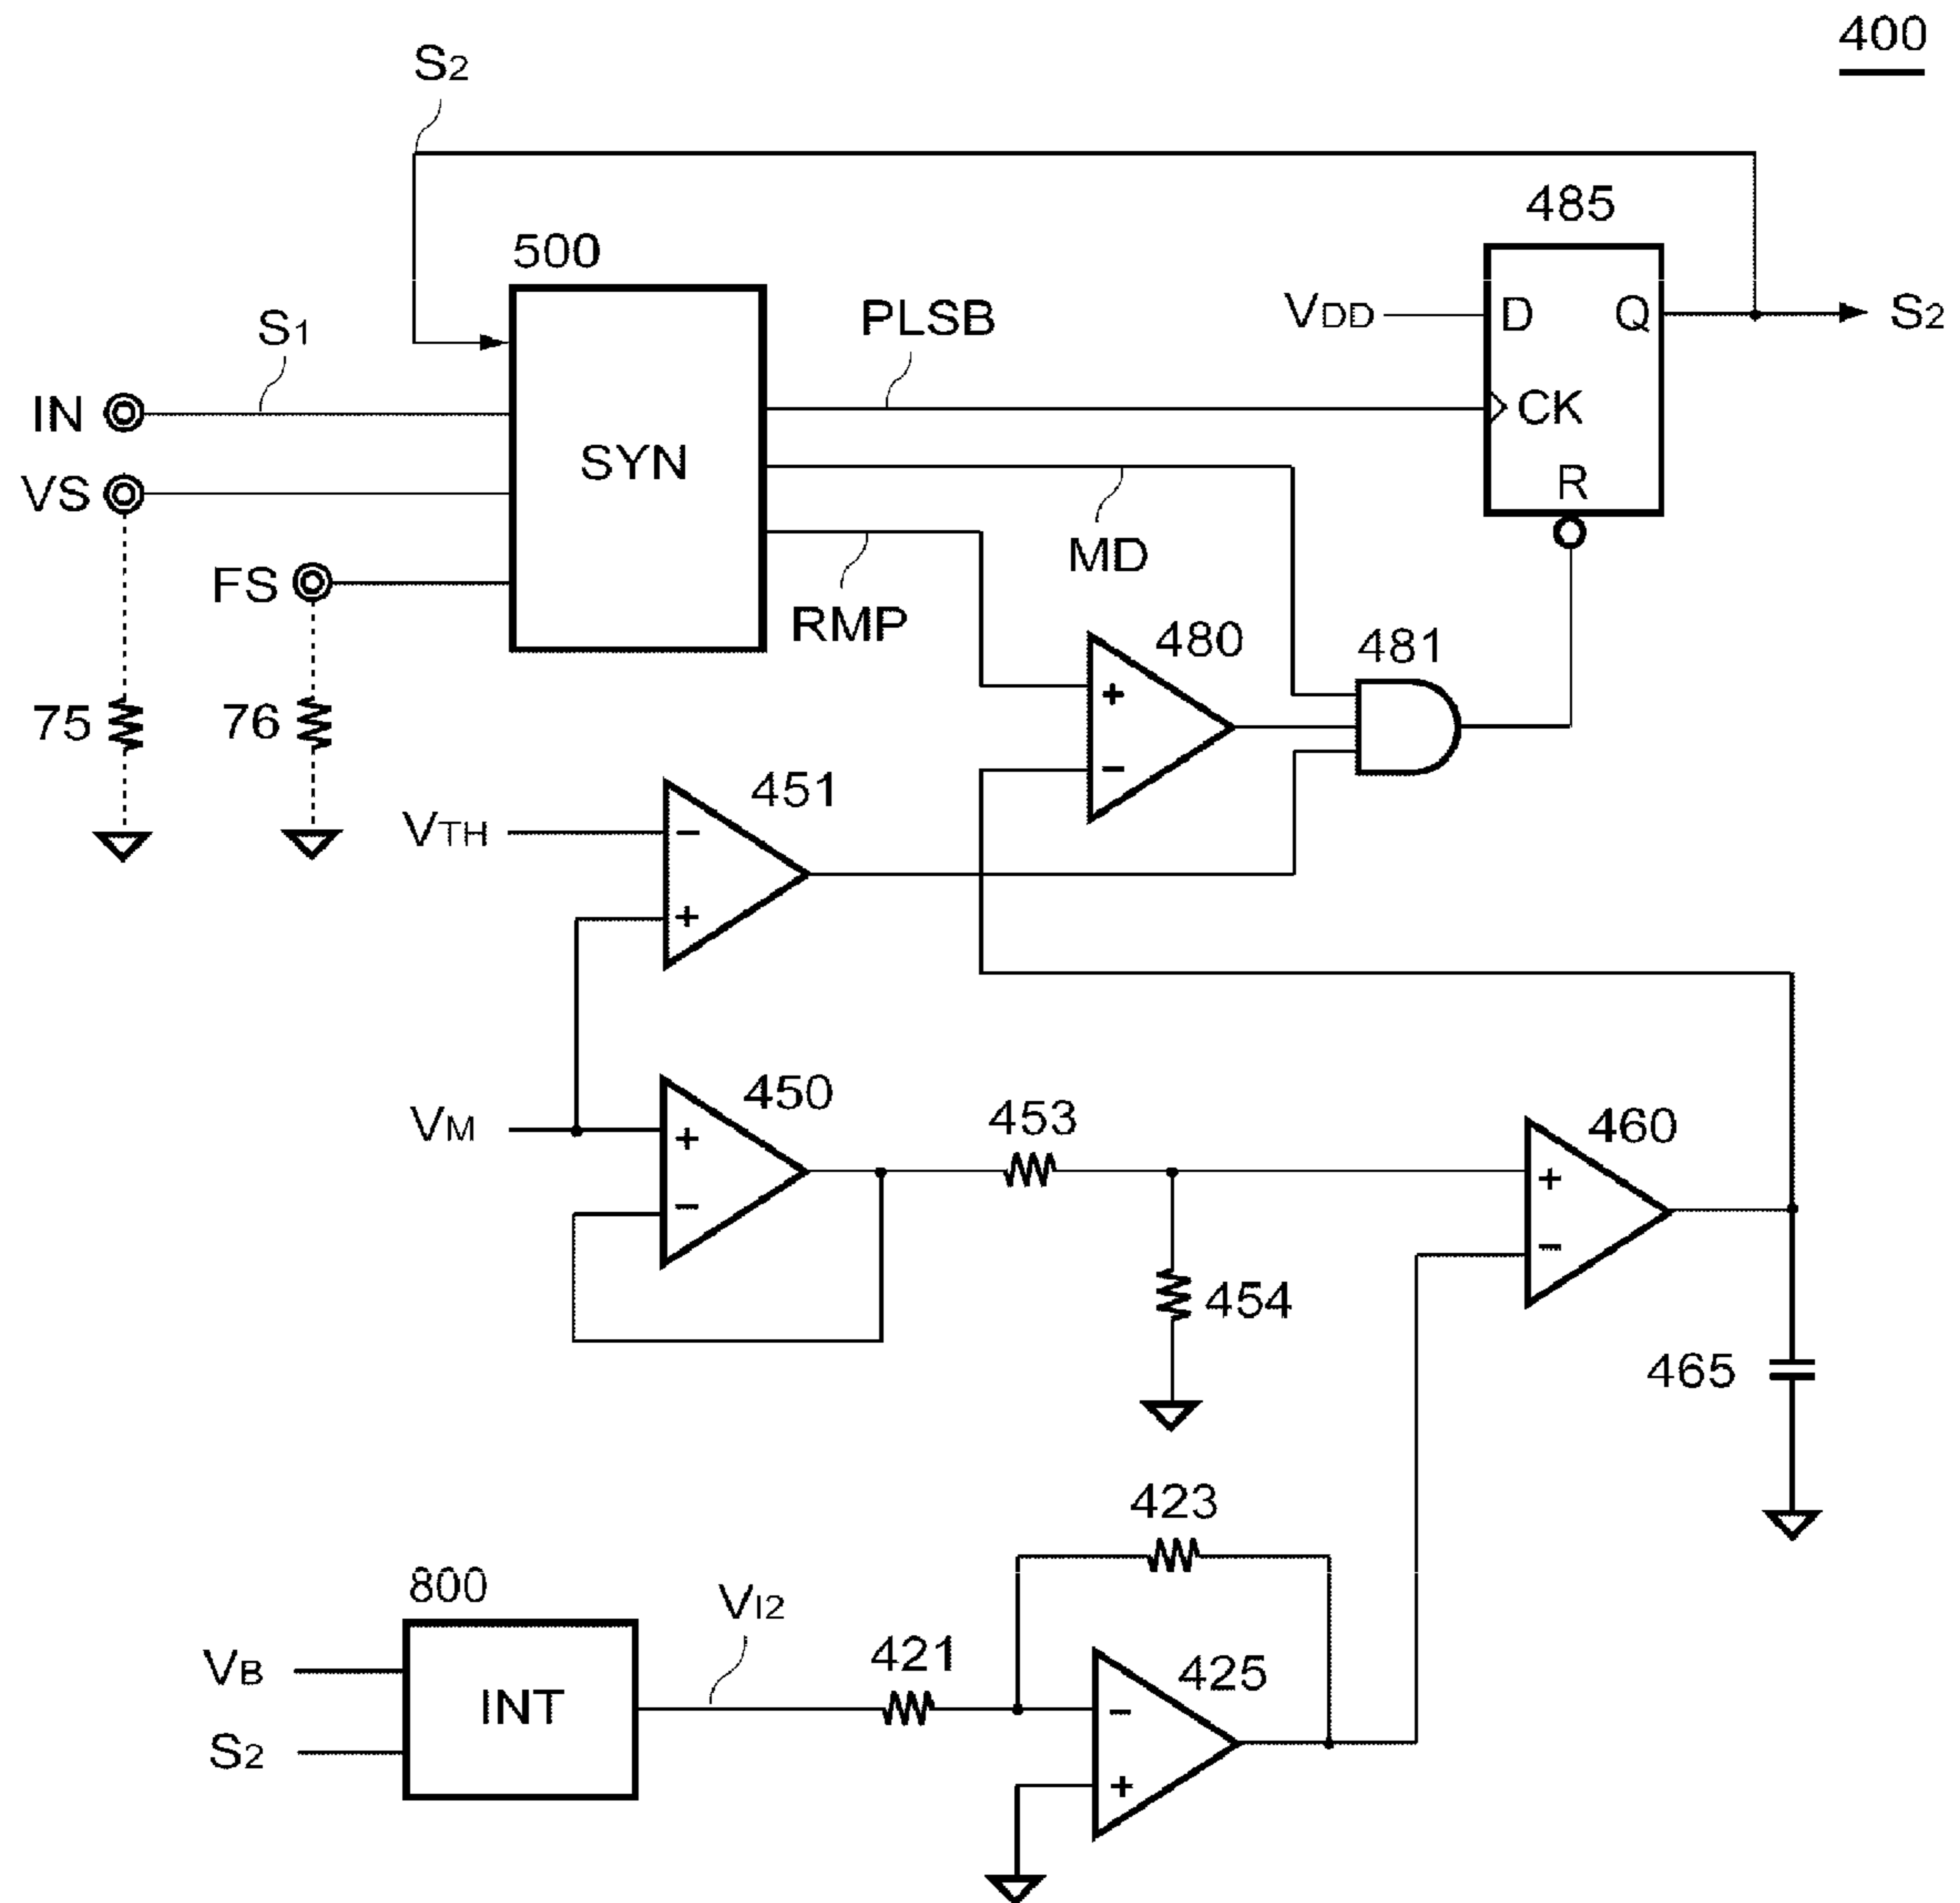 400
S2
485
500
S1
PLSB
VDD
D
Q
S2
IN
CK
SYN
VS
R
MD
FS
RMP
480
481
75
76
+
451
VTH
−
−
+
450
453
460
VM
+
+
−
−
454
465
423
800
VI2
421
425
VB
INT
−
S2
+